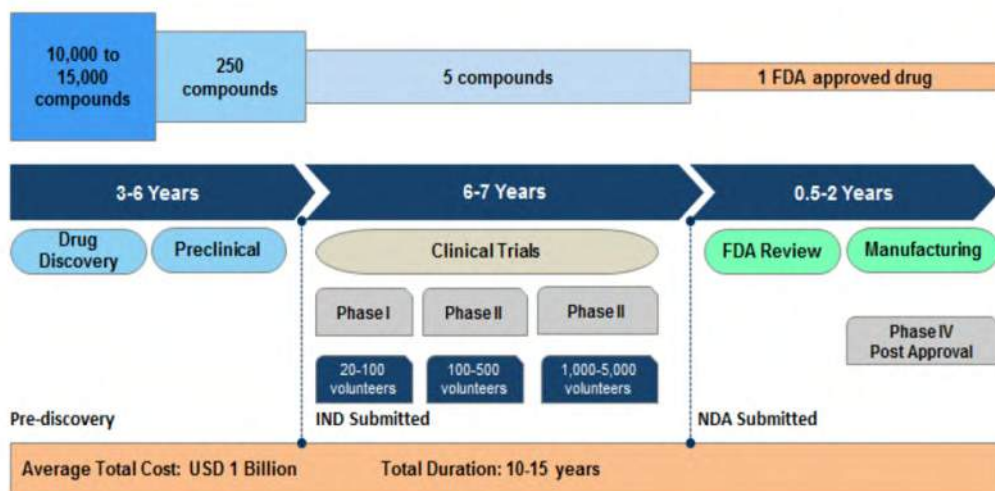 10,000 to
15,000
compounds
250
compounds
5 compounds
1 FDA approved drug
3-6 Years
6-7 Years
0.5-2 Years
Drug
Discovery
Preclinical
Clinical Trials
FDA Review
Manufacturing
Phase I
Phase II
Phase II
Phase IV
Post Approval
20-100
volunteers
100-500
volunteers
1,000-5,000
volunteers
Pre-discovery
IND Submitted
NDA Submitted
Average Total Cost: USD 1 Billion
Total Duration: 10-15 years